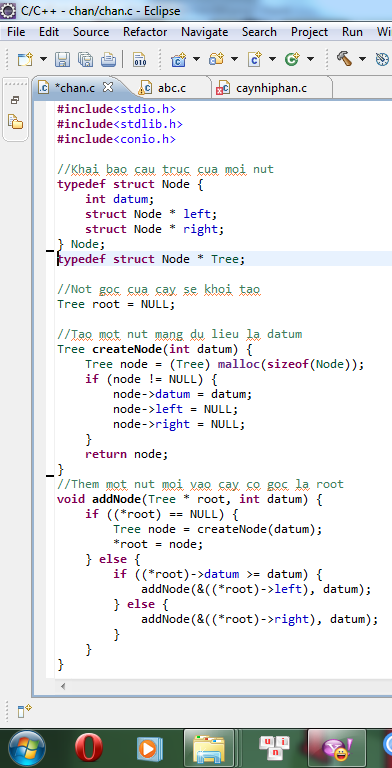 C/C++ - chan/chan.c - Eclipse
File Edit Source Refactor Navigate Search Project Run Wi
*chan.c abc.c caynhiphan.c
#include<stdio.h>
#include<stdlib.h>
#include<conio.h>
//Khai bao cau truc cua moi nut
typedef struct Node {
int datum;
struct Node * left;
struct Node * right;
} Node;
typedef struct Node * Tree;
//Not goc cua cay se khoi tao
Tree root = NULL;
//Tao mot nut mang du lieu la datum
Tree createNode(int datum) {
Tree node = (Tree) malloc(sizeof(Node));
if (node != NULL) {
node->datum = datum;
node->left = NULL;
node->right = NULL;
}
return node;
}
//Them mot nut moi vao cay co goc la root
void addNode(Tree * root, int datum) {
if ((*root) == NULL) {
Tree node = createNode(datum);
*root = node;
} else {
if ((*root)->datum >= datum) {
addNode(&((*root)->left), datum);
} else {
addNode(&((*root)->right), datum);
}
}
}